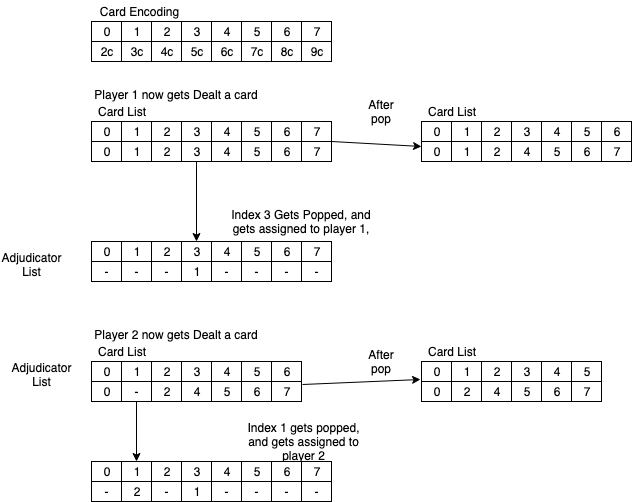 Card Encoding
0 1 2 3 4 5 6 7
2c 3c 4c 5c 6c 7c 8c 9c
Player 1 now gets Dealt a card
Card List
0 1 2 3 4 5 6 7
0 1 2 3 4 5 6 7
After
pop
Card List
0 1 2 3 4 5 6
0 1 2 4 5 6 7
Index 3 Gets Popped, and
gets assigned to player 1,
Adjudicator
List
0 1 2 3 4 5 6 7
- - - 1 - - - -
Player 2 now gets Dealt a card
Card List
Adjudicator
List
0 1 2 3 4 5 6
0 - 2 4 5 6 7
After
pop
Card List
0 1 2 3 4 5
0 2 4 5 6 7
Index 1 gets popped,
and gets assigned to
player 2
0 1 2 3 4 5 6 7
- 2 - 1 - - - -